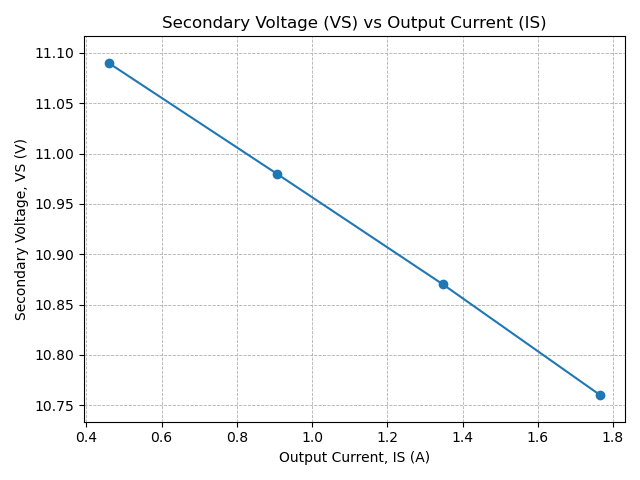 Secondary Voltage (VS) vs Output Current (IS)
11.10
11.05
11.00
10.95
10.90
10.85
10.80
10.75
Secondary Voltage, VS (V)
0.4 0.6 0.8 1.0 1.2 1.4 1.6 1.8
Output Current, IS (A)